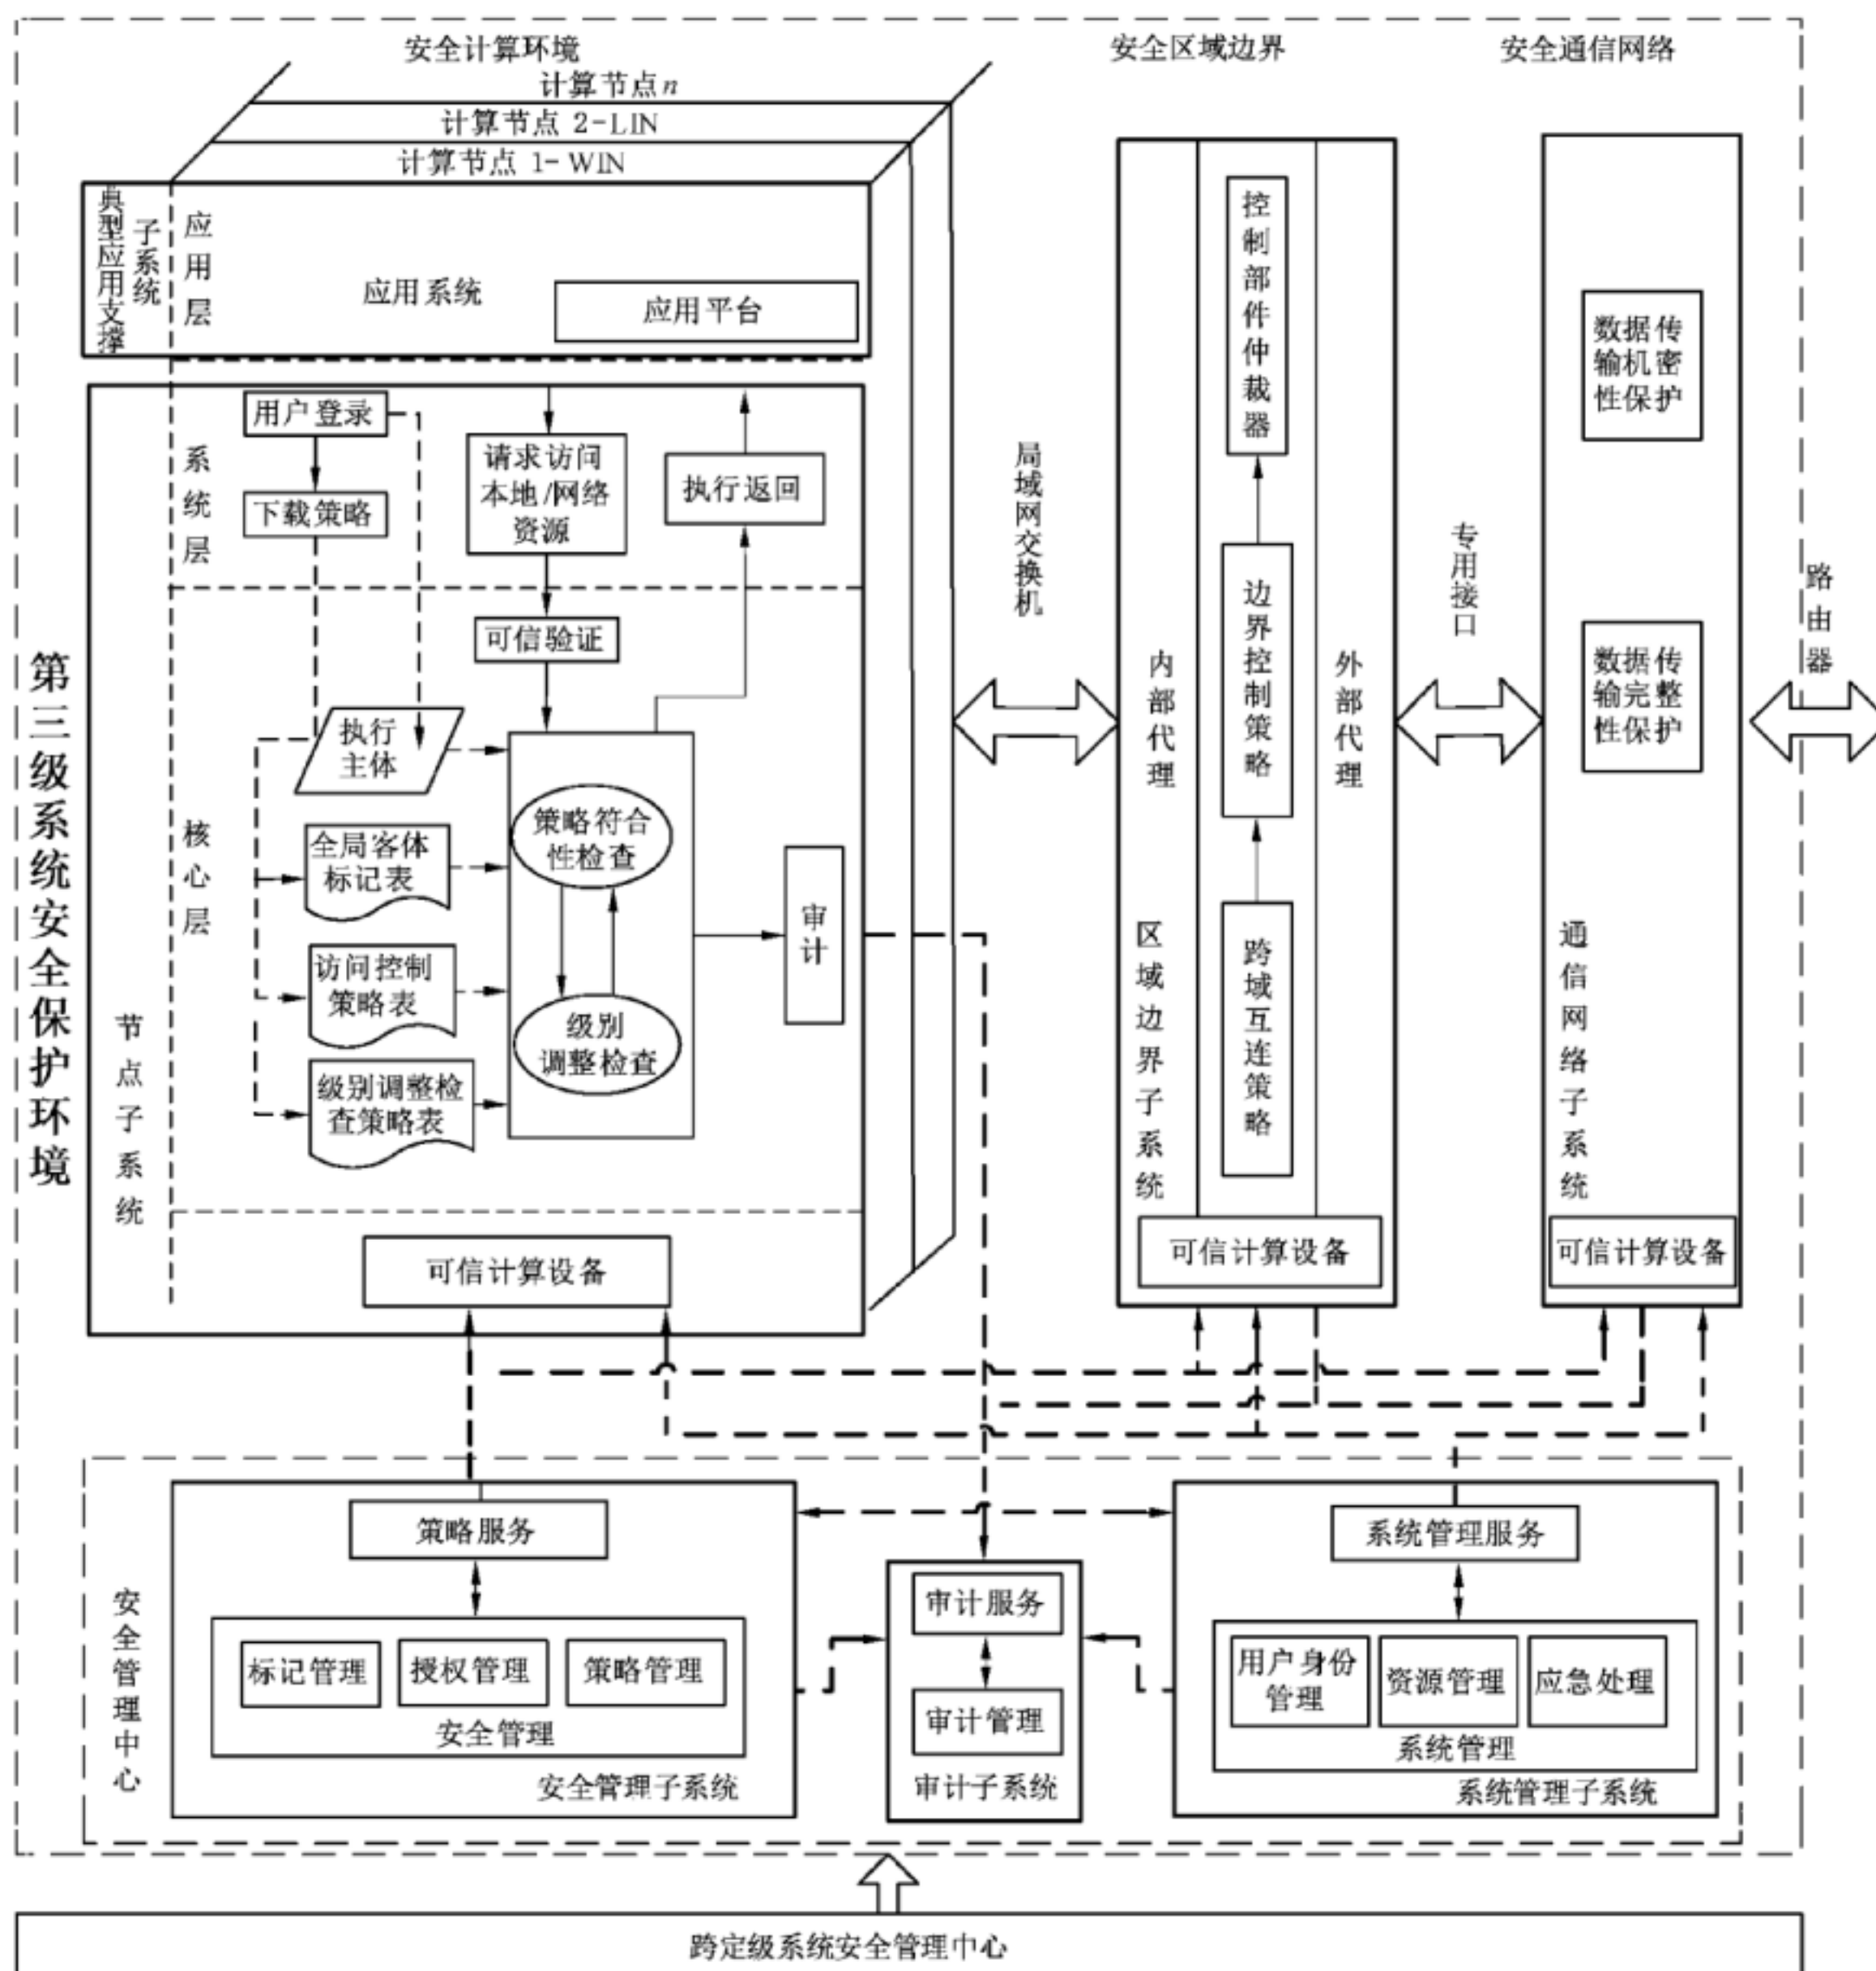 安全计算环境
安全区域边界
安全通信网络
计算节点n
计算节点 2-LIN
计算节点 1-WIN
典型应用支撑
子系统
应用层
应用系统
应用平台
第三级系统安全保护环境
节点子系统
系统层
用户登录
下载策略
请求访问
本地/网络
资源
执行返回
核心层
可信验证
执行
主体
全局客体
标记表
访问控制
策略表
级别调整检
查策略表
策略符合
性检查
级别
调整检查
审计
可信计算设备
局域网交换机
内部代理
区域边界子系统
控制部件仲裁器
边界控制策略
跨域互连策略
外部代理
可信计算设备
专用接口
数据传
输机密
性保护
数据传
输完整
性保护
通信网络子系统
可信计算设备
路由器
安全管理中心
策略服务
标记管理
授权管理
策略管理
安全管理
安全管理子系统
审计服务
审计管理
审计子系统
系统管理服务
用户身份
管理
资源管理
应急处理
系统管理
系统管理子系统
跨定级系统安全管理中心